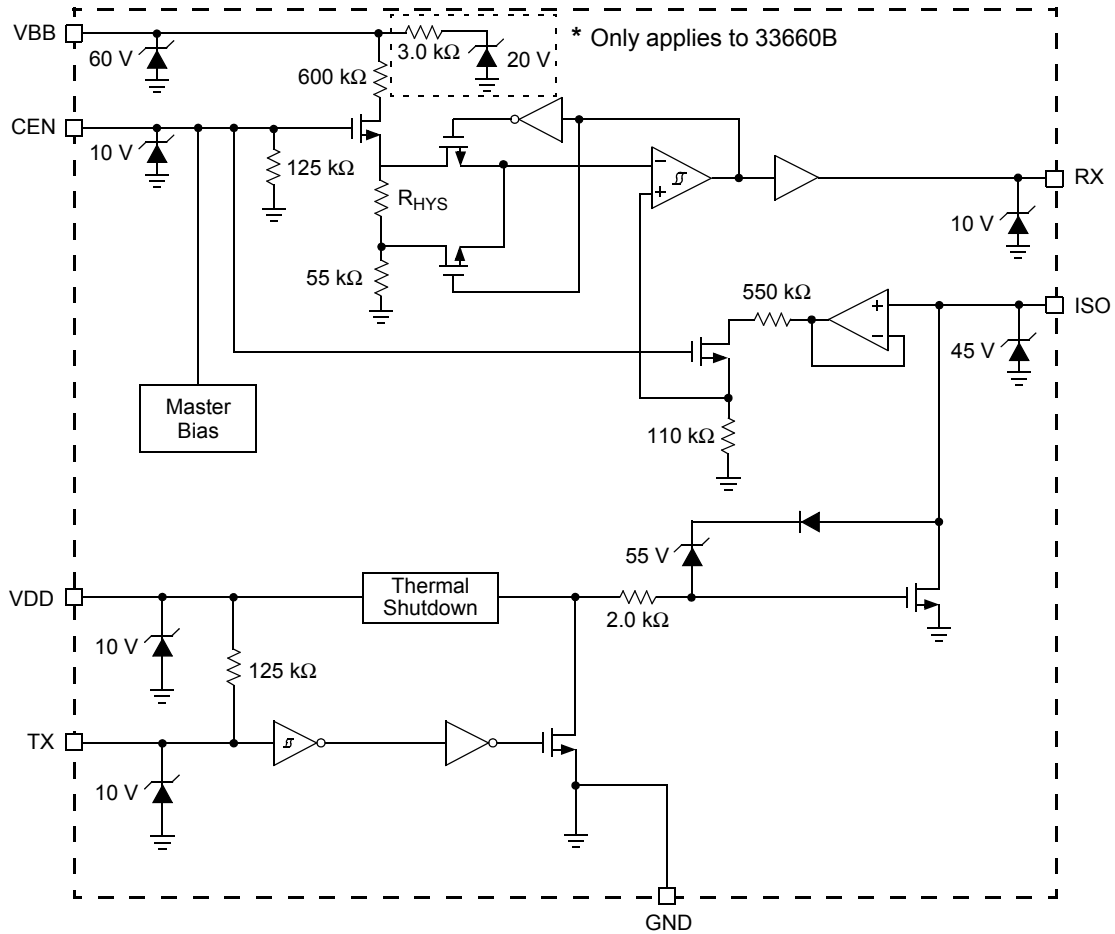 VBB
60 V
3.0 kΩ
20 V
* Only applies to 33660B
600 kΩ
CEN
10 V
125 kΩ
RHYS
55 kΩ
−
+
RX
10 V
550 kΩ
+
−
ISO
45 V
Master
Bias
110 kΩ
55 V
VDD
Thermal
Shutdown
2.0 kΩ
10 V
125 kΩ
TX
10 V
GND